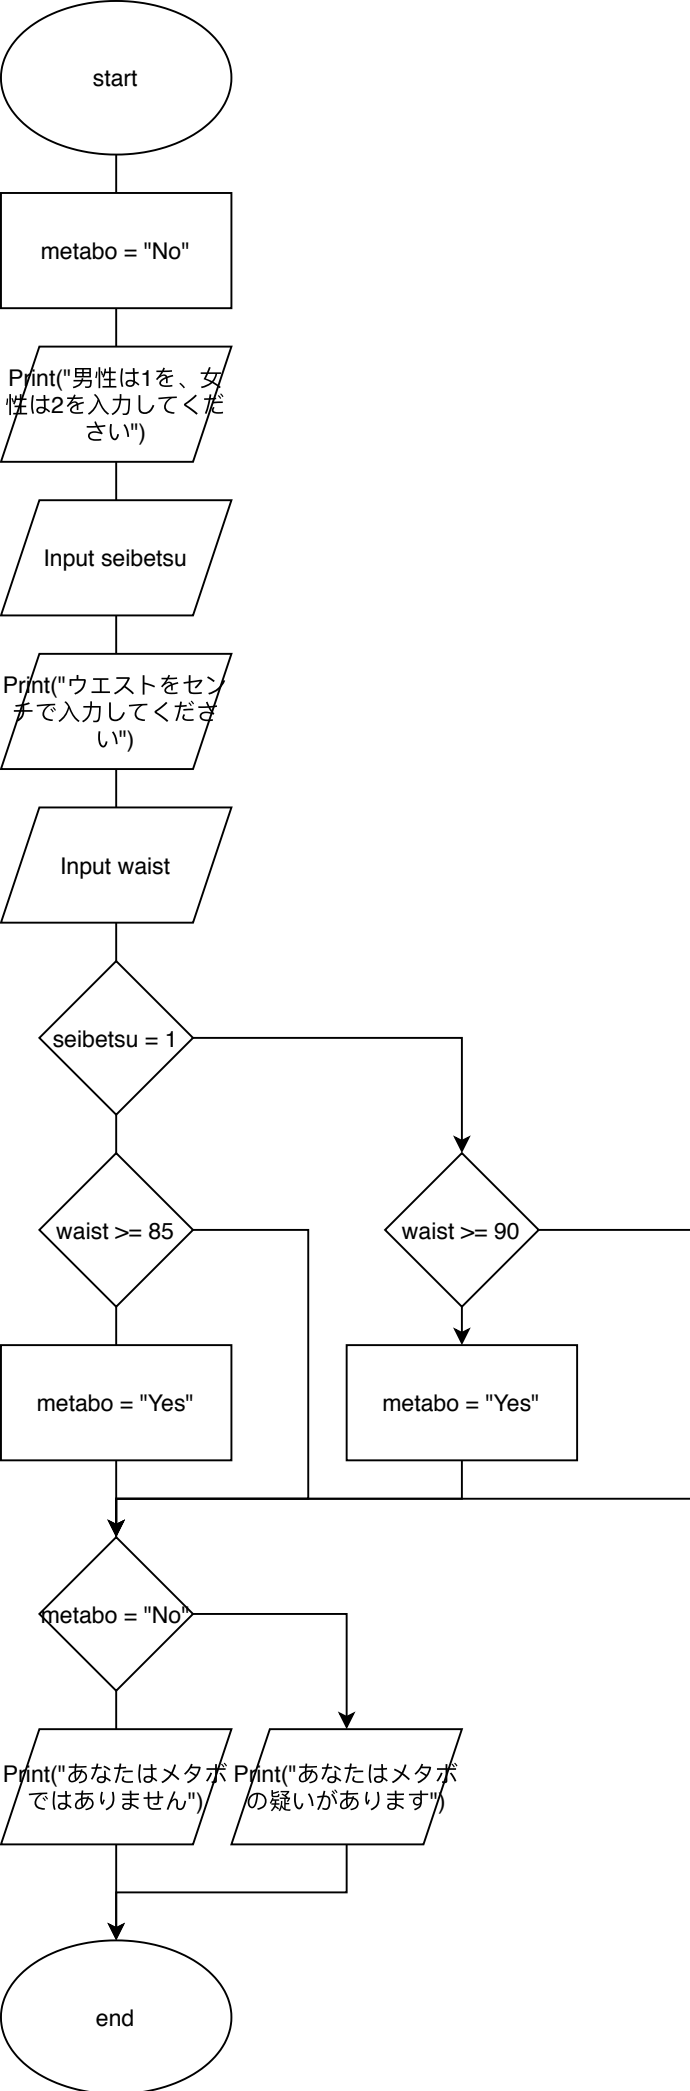 start
metabo = "No"
Print("男性は1を、女
性は2を入力してくだ
さい")
Input seibetsu
Print("ウエストをセン
チで入力してくださ
い")
Input waist
seibetsu = 1
waist >= 85
waist >= 90
metabo = "Yes"
metabo = "Yes"
metabo = "No"
Print("あなたはメタボ
ではありません")
Print("あなたはメタボ
の疑いがあります")
end